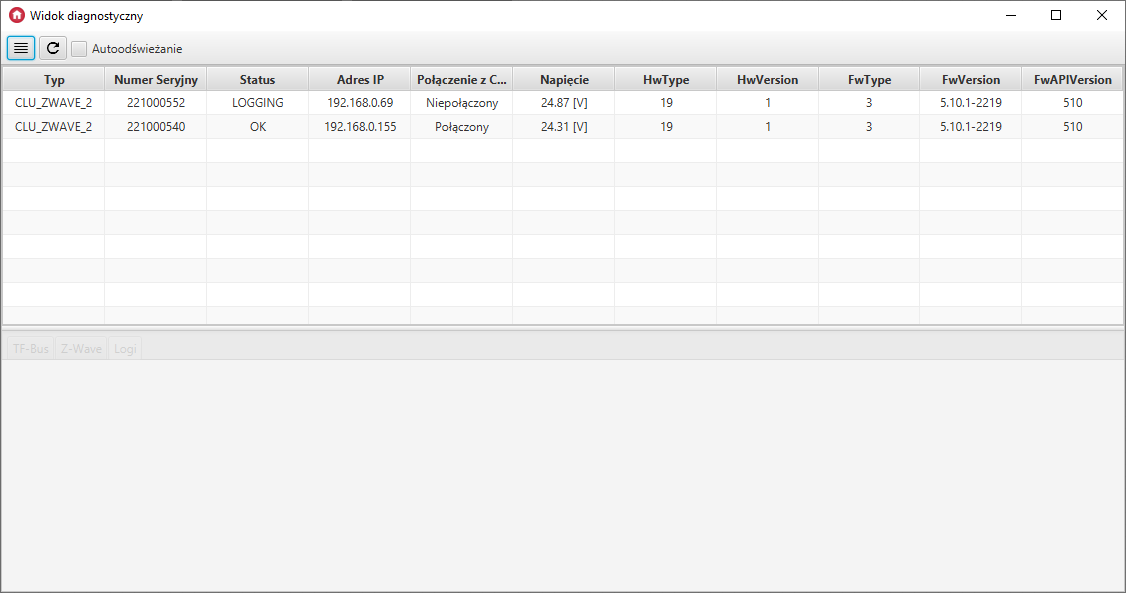 Widok diagnostyczny
Autoodświeżanie
Typ Numer Seryjny Status Adres IP Połączenie z C... Napięcie HwType HwVersion FwType FwVersion FwAPIVersion
CLU_ZWAVE_2 221000552 LOGGING 192.168.0.69 Niepołączony 24.87 [V] 19 1 3 5.10.1-2219 510
CLU_ZWAVE_2 221000540 OK 192.168.0.155 Połączony 24.31 [V] 19 1 3 5.10.1-2219 510
TF-Bus Z-Wave Logi